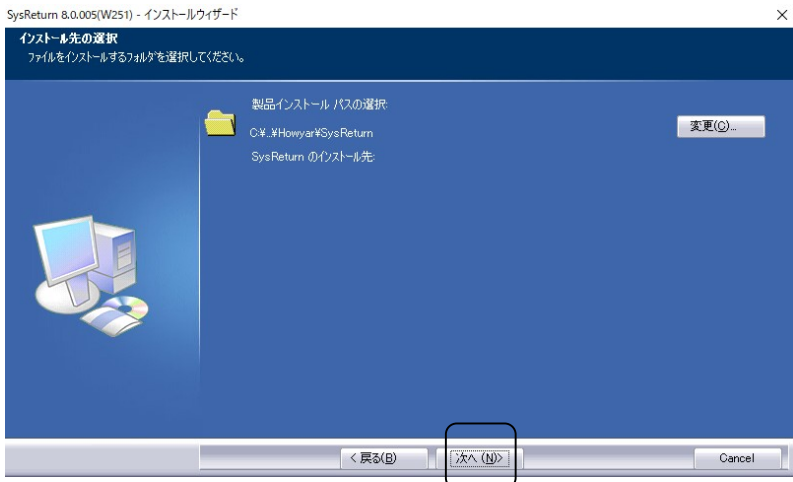 SysReturn 8.0.005(W251) - インストールウィザード
インストール先の選択
ファイルをインストールするフォルダを選択してください。
製品インストール パスの選択:
C:¥..¥Howyar¥SysReturn
変更(C)...
SysReturn のインストール先:
< 戻る(B)
次へ (N)>
Cancel